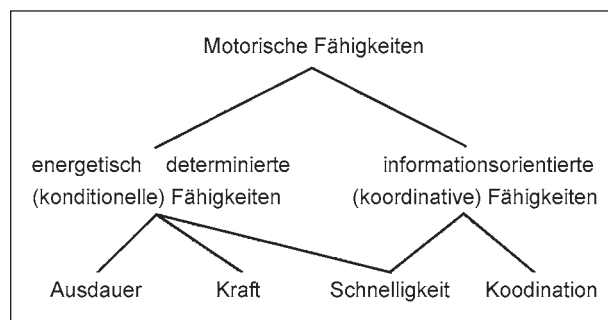 Motorische Fähigkeiten
energetisch determinierte
(konditionelle) Fähigkeiten
informationsorientierte
(koordinative) Fähigkeiten
Ausdauer
Kraft
Schnelligkeit
Koodination